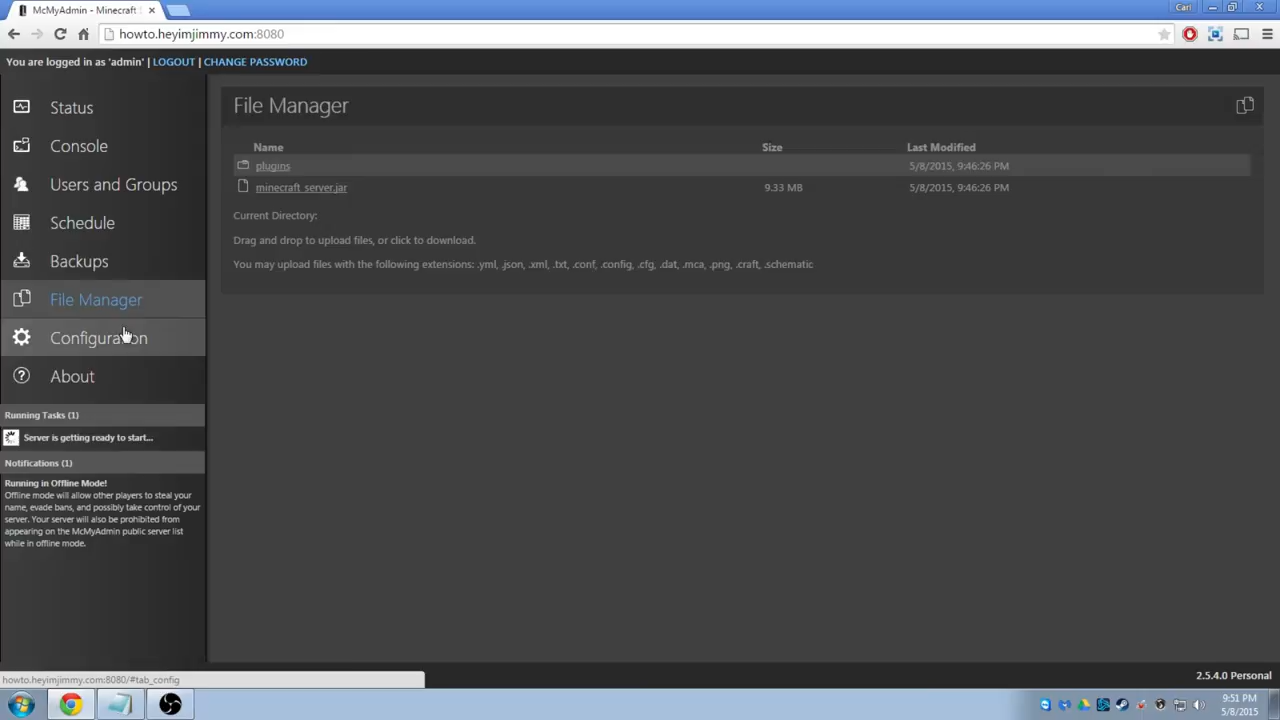 McMyAdmin - Minecraft
Carl
howto.heyimjimmy.com:8080
You are logged in as 'admin' | LOGOUT | CHANGE PASSWORD
Status
Console
Users and Groups
Schedule
Backups
File Manager
Configuration
About
Running Tasks (1)
Server is getting ready to start...
Notifications (1)
Running in Offline Mode!
Offline mode will allow other players to steal your
name, evade bans, and possibly take control of your
server. Your server will also be prohibited from
appearing on the McMyAdmin public server list
while in offline mode.
File Manager
Name Size Last Modified
plugins 5/8/2015, 9:46:26 PM
minecraft_server.jar 9.33 MB 5/8/2015, 9:46:26 PM
Current Directory:
Drag and drop to upload files, or click to download.
You may upload files with the following extensions: .yml, .json, .xml, .txt, .conf, .config, .cfg, .dat, .mca, .png, .craft, .schematic
howto.heyimjimmy.com:8080/#tab_config
2.5.4.0 Personal
9:51 PM
5/8/2015